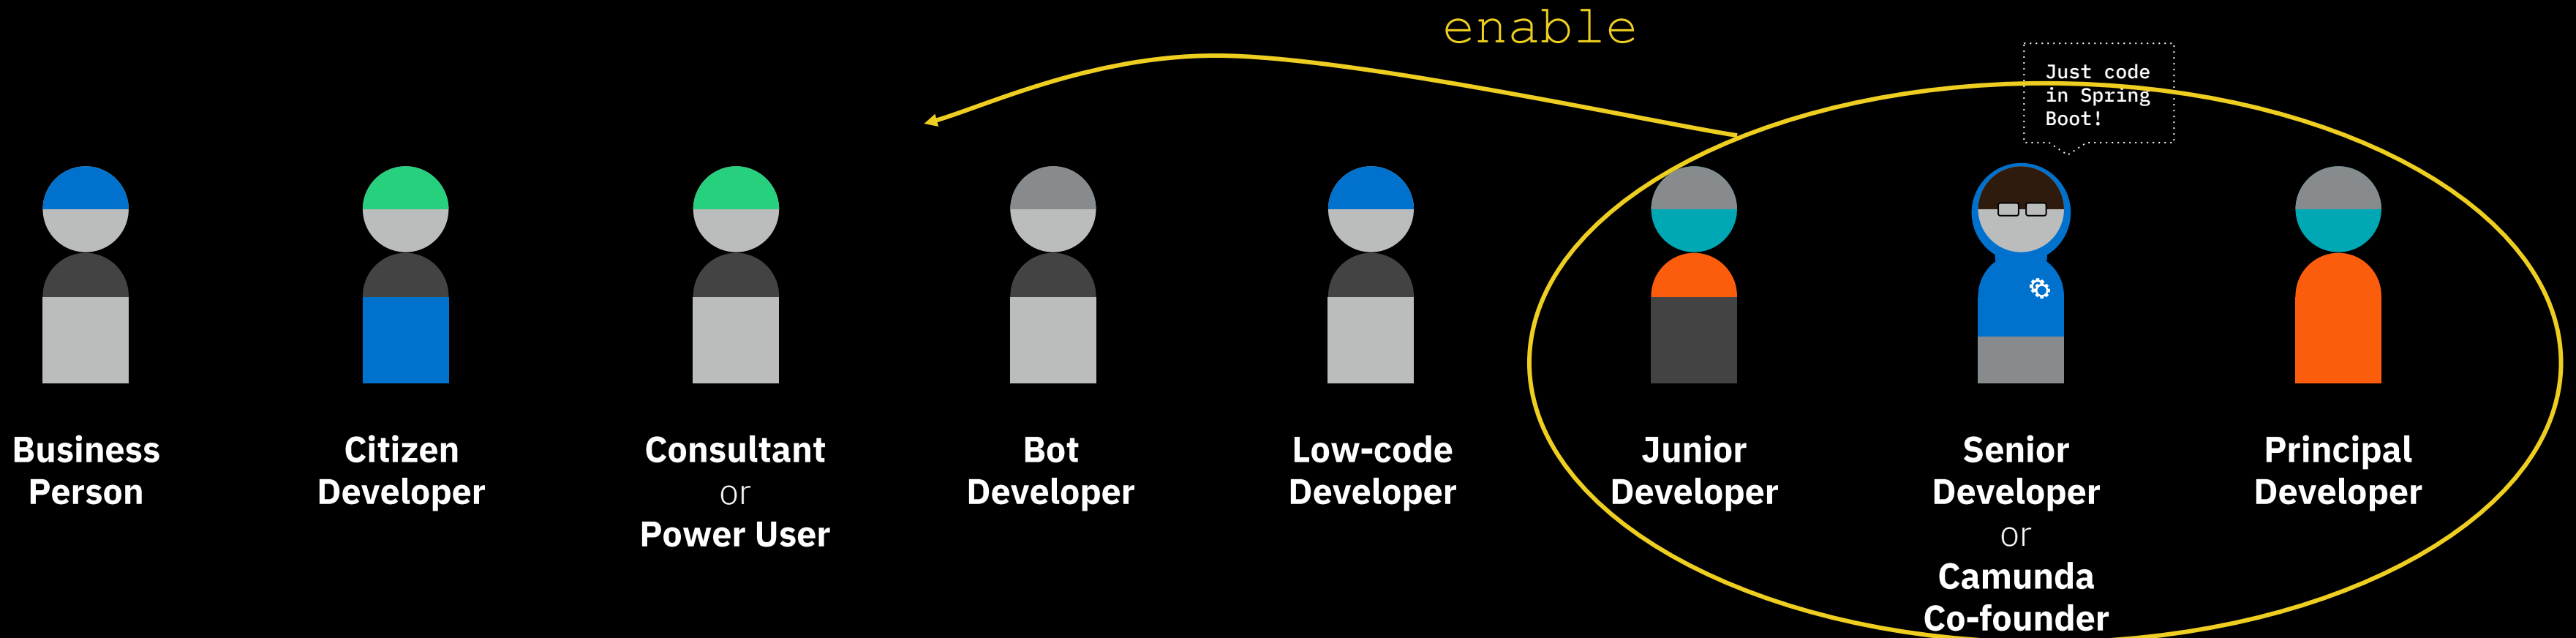 enable
Just code
in Spring
Boot!
Business
Person
Citizen
Developer
Consultant
or
Power User
Bot
Developer
Low-code
Developer
Junior
Developer
Senior
Developer
or
Camunda
Co-founder
Principal
Developer